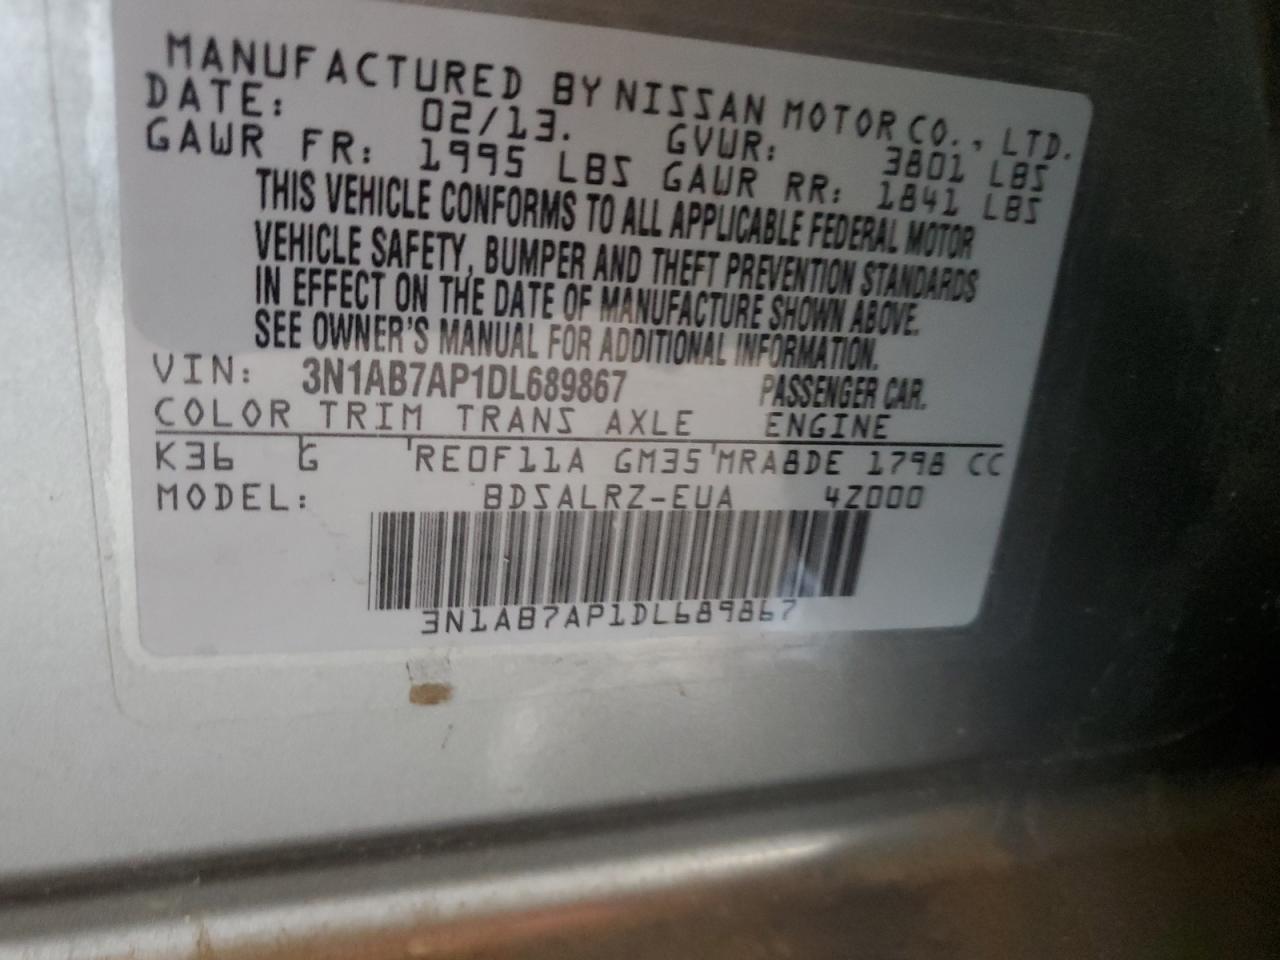 MANUFACTURED BY NISSAN MOTOR CO., LTD.
DATE: 02/13. GVWR: 3801 LBS
GAWR FR: 1995 LBS GAWR RR: 1841 LBS
THIS VEHICLE CONFORMS TO ALL APPLICABLE FEDERAL MOTOR
VEHICLE SAFETY, BUMPER AND THEFT PREVENTION STANDARDS
IN EFFECT ON THE DATE OF MANUFACTURE SHOWN ABOVE.
SEE OWNER'S MANUAL FOR ADDITIONAL INFORMATION.
VIN: 3N1AB7AP1DL689867 PASSENGER CAR.
COLOR TRIM TRANS AXLE ENGINE
K36 G RE0F11A GM35 MRA8DE 1798 CC
MODEL: BDSALRZ-EUA 4Z000
3N1AB7AP1DL689867